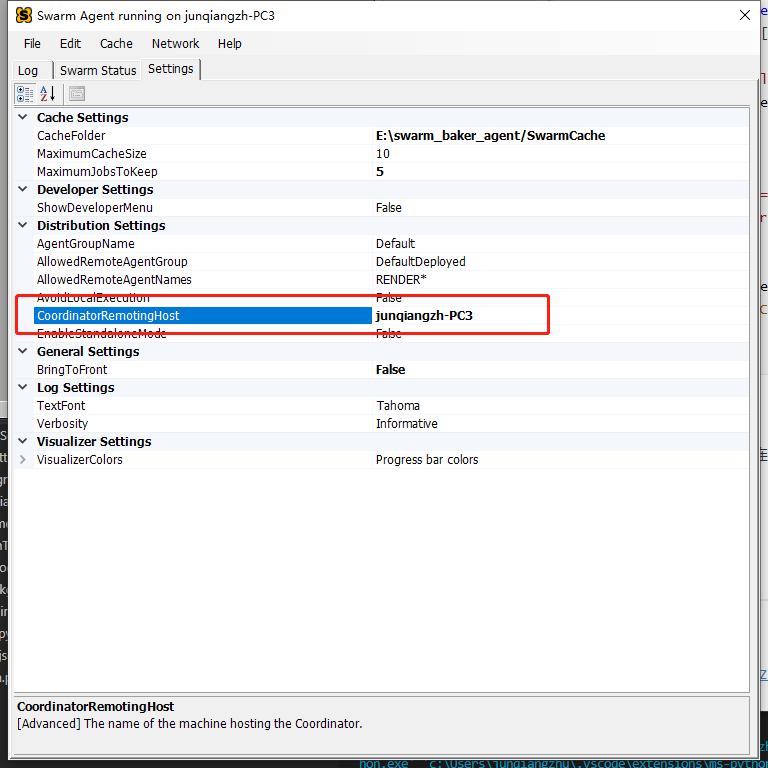 Swarm Agent running on junqiangzh-PC3
File Edit Cache Network Help
Log Swarm Status Settings
Cache Settings
CacheFolder E:\swarm_baker_agent/SwarmCache
MaximumCacheSize 10
MaximumJobsToKeep 5
Developer Settings
ShowDeveloperMenu False
Distribution Settings
AgentGroupName Default
AllowedRemoteAgentGroup DefaultDeployed
AllowedRemoteAgentNames RENDER*
AvoidLocalExecution False
CoordinatorRemotingHost junqiangzh-PC3
EnableStandaloneMode False
General Settings
BringToFront False
Log Settings
TextFont Tahoma
Verbosity Informative
Visualizer Settings
VisualizerColors Progress bar colors
CoordinatorRemotingHost
[Advanced] The name of the machine hosting the Coordinator.
hon.exe c:\Users\junqiangzhu\.vscode\extensions\ms-python